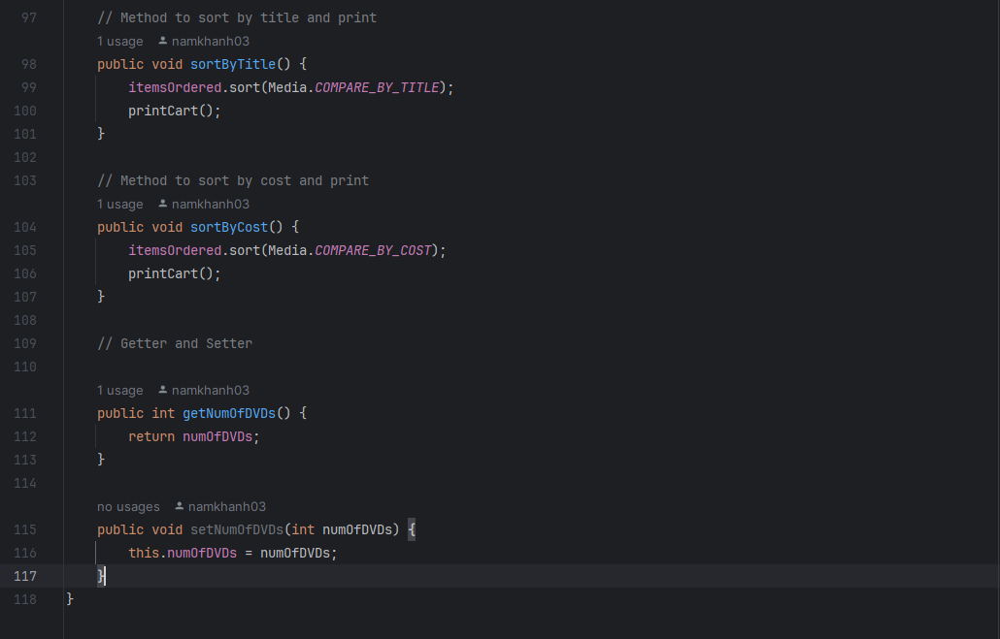 97 // Method to sort by title and print
1 usage namkhanh03
98 public void sortByTitle() {
99 itemsOrdered.sort(Media.COMPARE_BY_TITLE);
100 printCart();
101 }
102
103 // Method to sort by cost and print
1 usage namkhanh03
104 public void sortByCost() {
105 itemsOrdered.sort(Media.COMPARE_BY_COST);
106 printCart();
107 }
108
109 // Getter and Setter
110
1 usage namkhanh03
111 public int getNumOfDVDs() {
112 return numOfDVDs;
113 }
114
no usages namkhanh03
115 public void setNumOfDVDs(int numOfDVDs) {
116 this.numOfDVDs = numOfDVDs;
117 }
118 }